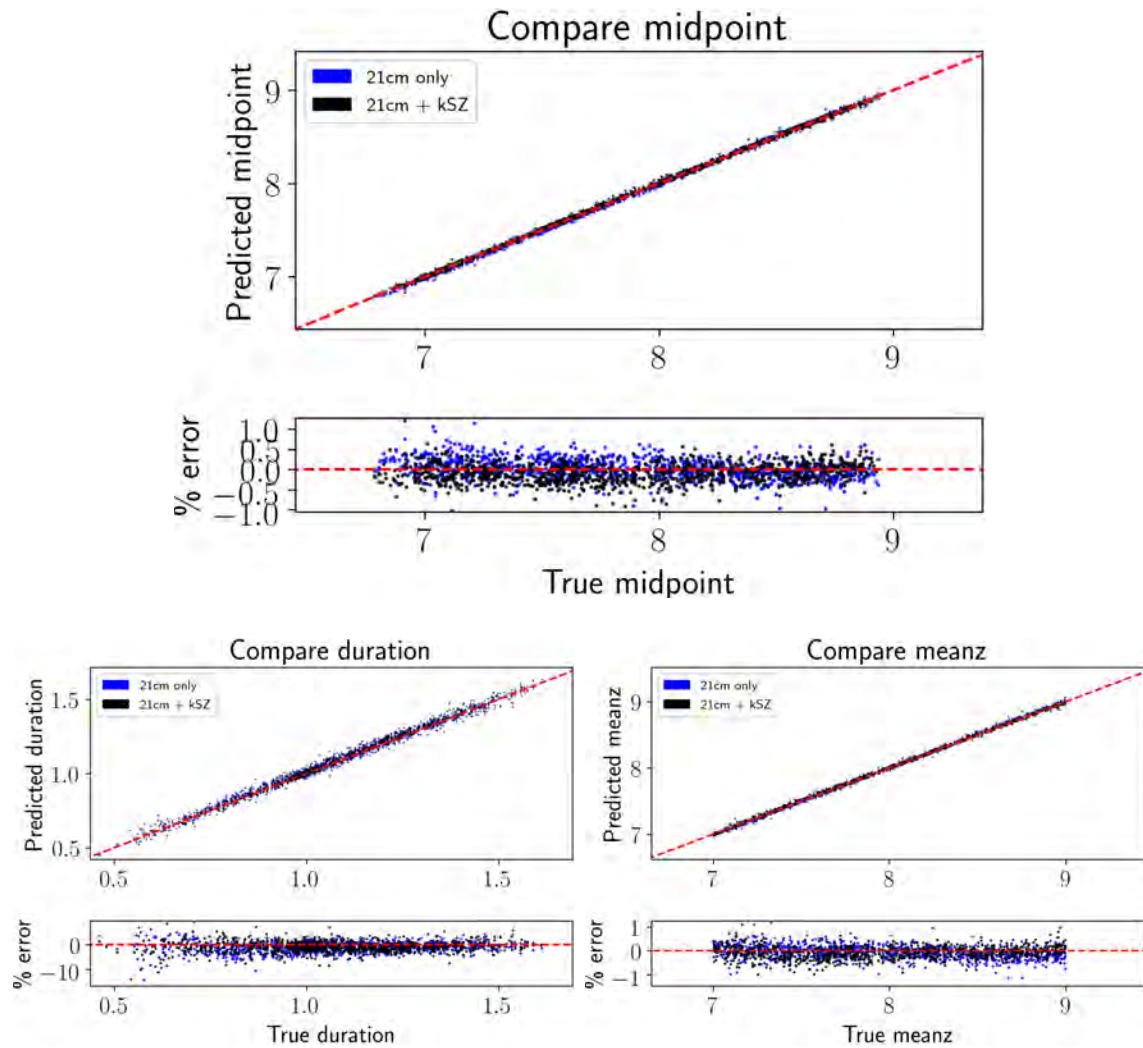 Compare midpoint
21cm only
21cm + kSZ
Predicted midpoint
9
8
7
7 8 9
% error
1.0
0.5
0.0
−0.5
−1.0
7 8 9
True midpoint
Compare duration
21cm only
21cm + kSZ
Predicted duration
1.5
1.0
0.5
0.5 1.0 1.5
% error
0
−10
0.5 1.0 1.5
True duration
Compare meanz
21cm only
21cm + kSZ
Predicted meanz
9
8
7
7 8 9
% error
1
0
−1
7 8 9
True meanz